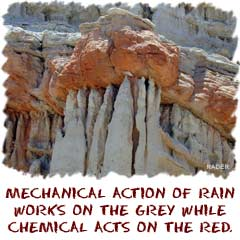 RADER
MECHANICAL ACTION OF RAIN
WORKS ON THE GREY WHILE
CHEMICAL ACTS ON THE RED.